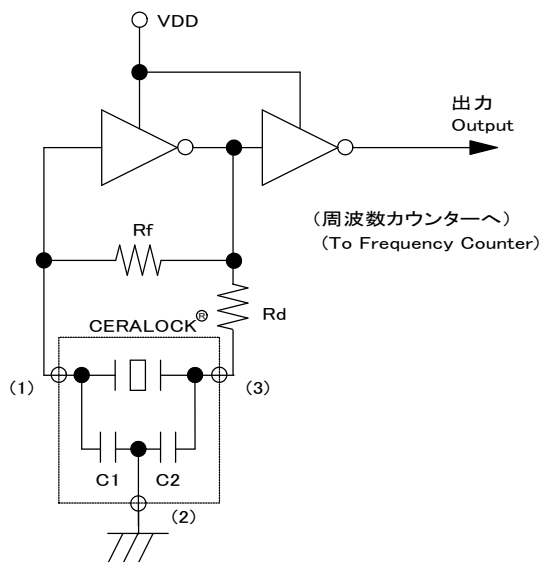 VDD
出力
Output
(周波数カウンターへ)
(To Frequency Counter)
Rf
Rd
CERALOCK®
(1)
(3)
C1
C2
(2)